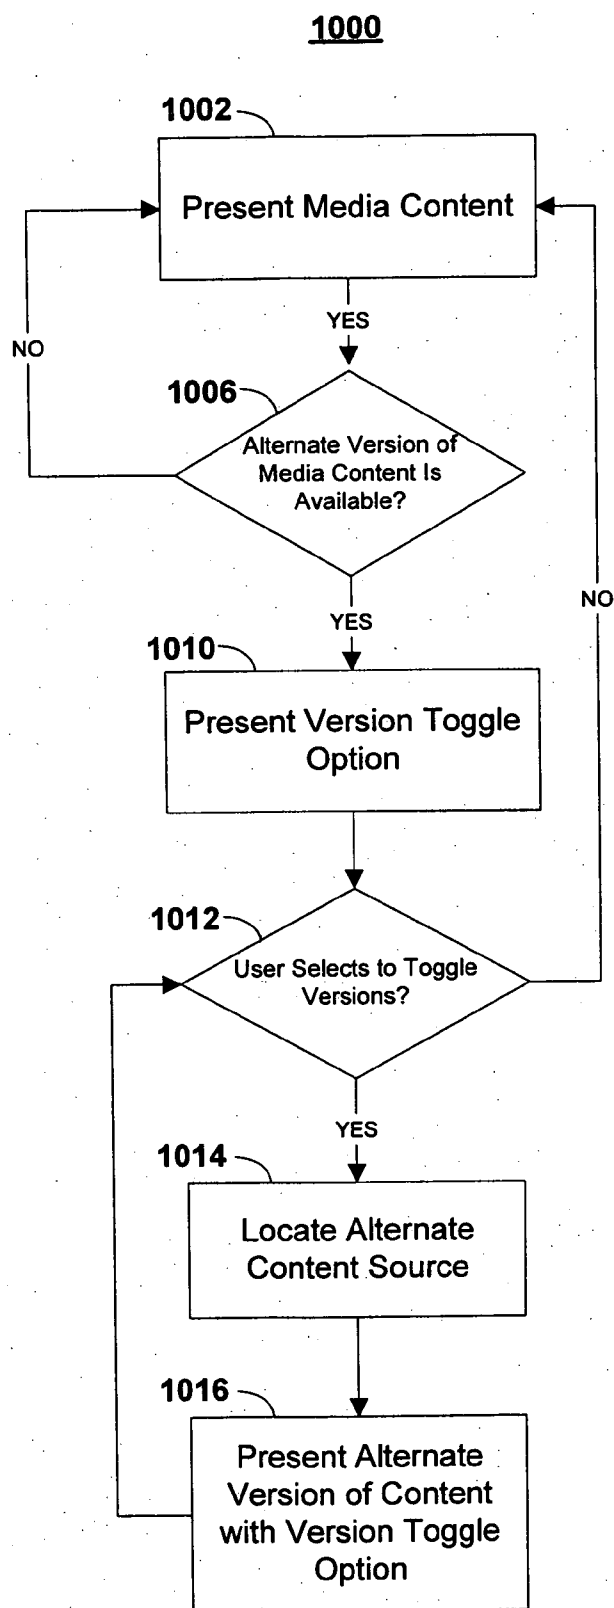 1000
1002
Present Media Content
YES
NO
1006
Alternate Version of
Media Content Is
Available?
YES
NO
1010
Present Version Toggle
Option
1012
User Selects to Toggle
Versions?
YES
1014
Locate Alternate
Content Source
1016
Present Alternate
Version of Content
with Version Toggle
Option